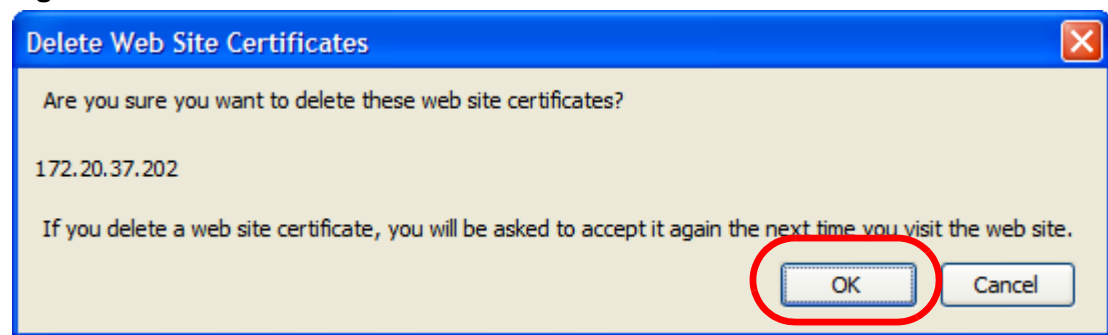 Delete Web Site Certificates
Are you sure you want to delete these web site certificates?
172.20.37.202
If you delete a web site certificate, you will be asked to accept it again the next time you visit the web site.
OK Cancel